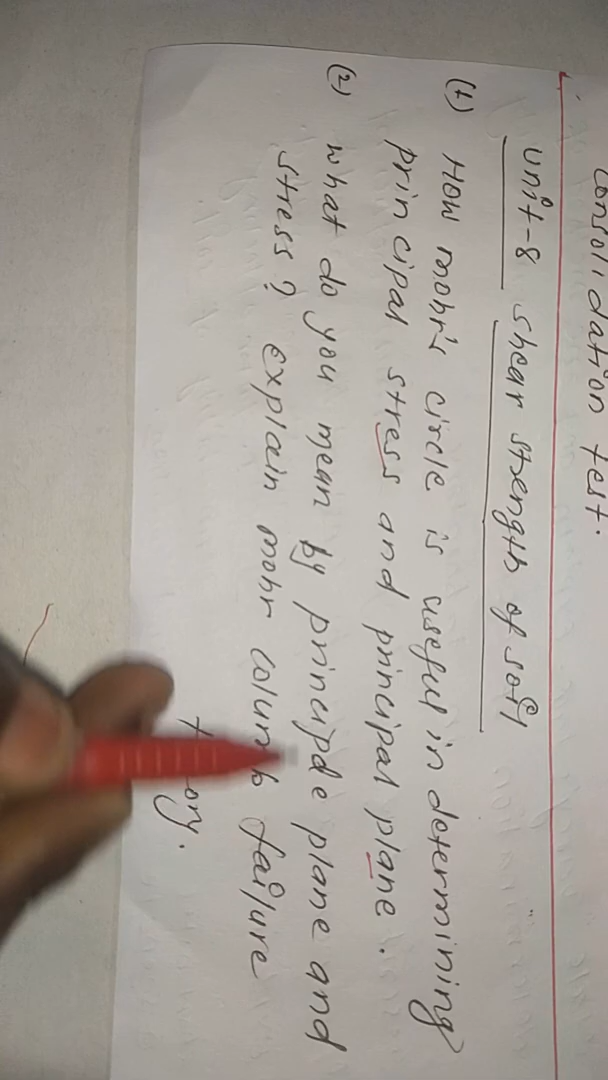 consolidation test.
Unit-8 shear strength of soil
(1) How mohr's circle is useful in determining
principal stress and principal plane.
(2) what do you mean by principle plane and
stress? explain mohr failure